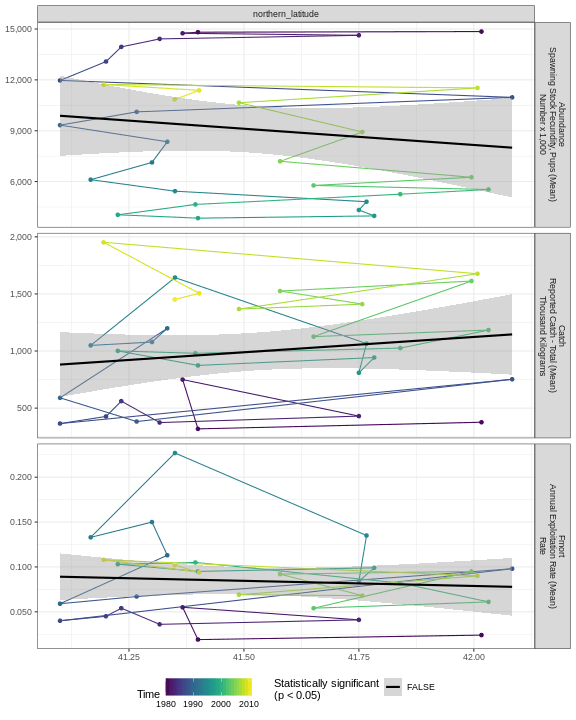 northern_latitude
15,000
12,000
9,000
6,000
Abundance
Spawning Stock Fecundity, Pups (Mean)
Number x 1,000
2,000
1,500
1,000
500
Catch
Reported Catch - Total (Mean)
Thousand Kilograms
0.200
0.150
0.100
0.050
Fmort
Annual Exploitation Rate (Mean)
Rate
41.25 41.50 41.75 42.00
Time
1980 1990 2000 2010
Statistically significant
(p < 0.05)
FALSE